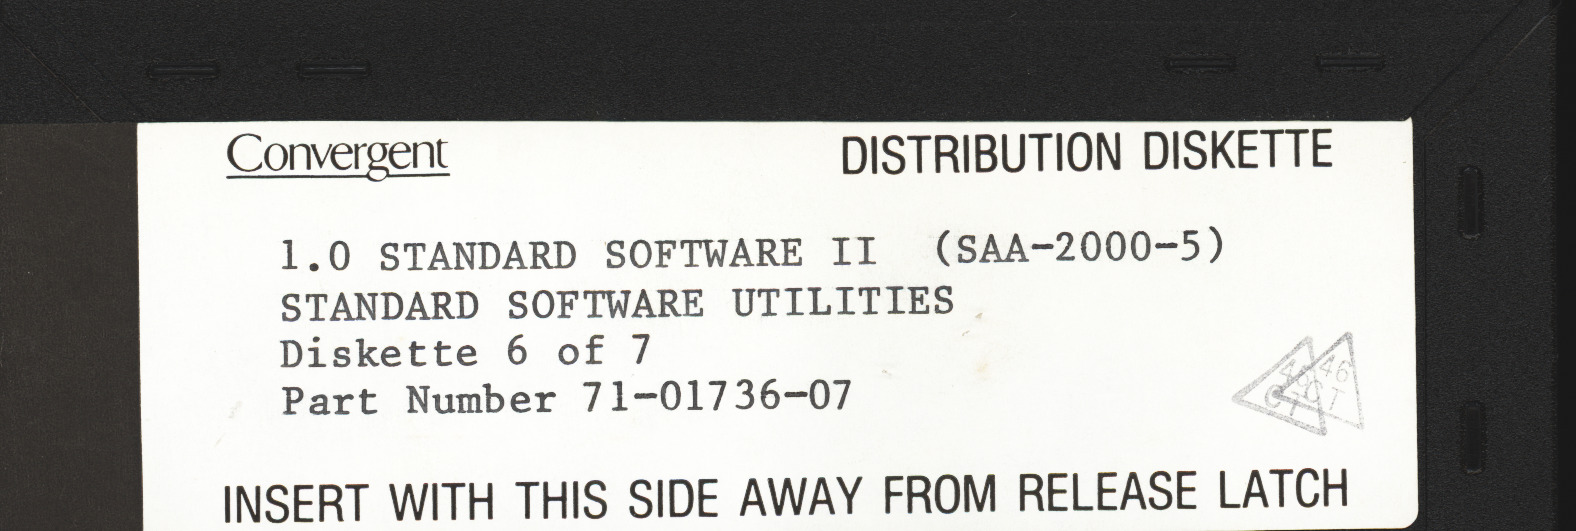 Convergent DISTRIBUTION DISKETTE
1.0 STANDARD SOFTWARE II (SAA-2000-5)
STANDARD SOFTWARE UTILITIES
Diskette 6 of 7
Part Number 71-01736-07
INSERT WITH THIS SIDE AWAY FROM RELEASE LATCH